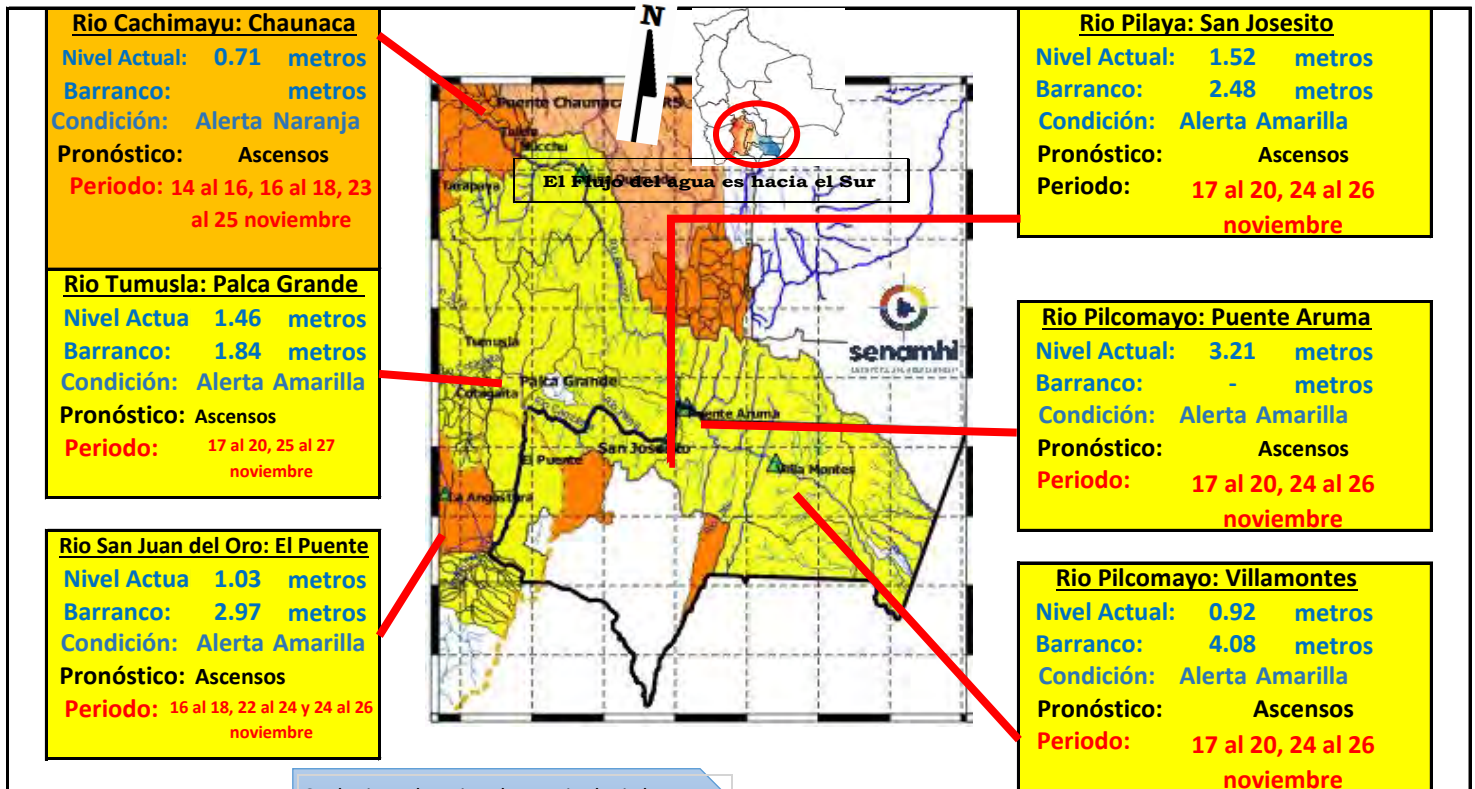 Rio Cachimayu: Chaunaca
Nivel Actual: 0.71 metros
Barranco: metros
Condición: Alerta Naranja
Pronóstico: Ascensos
Periodo: 14 al 16, 16 al 18, 23
al 25 noviembre
Rio Tumusla: Palca Grande
Nivel Actua 1.46 metros
Barranco: 1.84 metros
Condición: Alerta Amarilla
Pronóstico: Ascensos
Periodo: 17 al 20, 25 al 27
noviembre
Rio San Juan del Oro: El Puente
Nivel Actua 1.03 metros
Barranco: 2.97 metros
Condición: Alerta Amarilla
Pronóstico: Ascensos
Periodo: 16 al 18, 22 al 24 y 24 al 26
noviembre
N
Puente Chaunaca
El Flujo del agua es hacia el Sur
Tarapaya
Tumusla
Palca Grande
Cotagaita
Puente Aruma
San Josesito
El Puente
Villa Montes
La Angostura
senamhi
Rio Pilaya: San Josesito
Nivel Actual: 1.52 metros
Barranco: 2.48 metros
Condición: Alerta Amarilla
Pronóstico: Ascensos
Periodo: 17 al 20, 24 al 26
noviembre
Rio Pilcomayo: Puente Aruma
Nivel Actual: 3.21 metros
Barranco: - metros
Condición: Alerta Amarilla
Pronóstico: Ascensos
Periodo: 17 al 20, 24 al 26
noviembre
Rio Pilcomayo: Villamontes
Nivel Actual: 0.92 metros
Barranco: 4.08 metros
Condición: Alerta Amarilla
Pronóstico: Ascensos
Periodo: 17 al 20, 24 al 26
noviembre